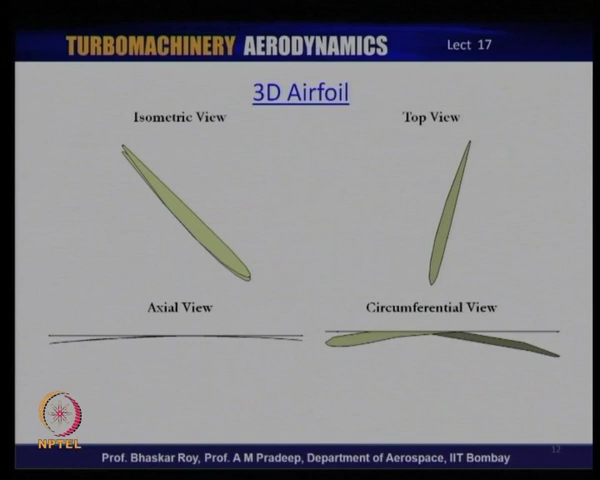 TURBOMACHINERY AERODYNAMICS Lect 17
3D Airfoil
Isometric View
Top View
Axial View
Circumferential View
NPTEL
12
Prof. Bhaskar Roy, Prof. A M Pradeep, Department of Aerospace, IIT Bombay